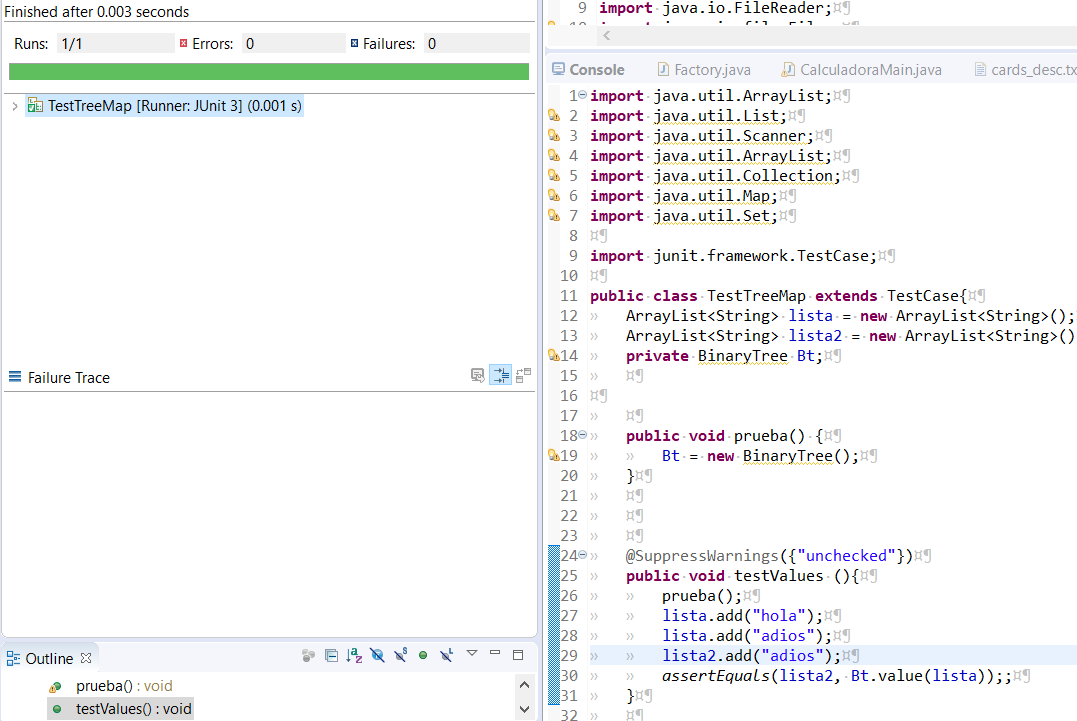 Finished after 0.003 seconds
Runs: 1/1 Errors: 0 Failures: 0
TestTreeMap [Runner: JUnit 3] (0.001 s)
Failure Trace
Outline
prueba() : void
testValues() : void
9 import java.io.FileReader;¤¶
Console Factory.java CalculadoraMain.java cards_desc.tx
1 import java.util.ArrayList;¤¶
2 import java.util.List;¤¶
3 import java.util.Scanner;¤¶
4 import java.util.ArrayList;¤¶
5 import java.util.Collection;¤¶
6 import java.util.Map;¤¶
7 import java.util.Set;¤¶
8 ¤¶
9 import junit.framework.TestCase;¤¶
10 ¤¶
11 public class TestTreeMap extends TestCase{¤¶
12 » ArrayList<String> lista = new ArrayList<String>();
13 » ArrayList<String> lista2 = new ArrayList<String>()
14 » private BinaryTree Bt;¤¶
15 » ¤¶
16 ¤¶
17 » ¤¶
18 » public void prueba() {¤¶
19 » » Bt = new BinaryTree();¤¶
20 » }¤¶
21 » ¤¶
22 » ¤¶
23 » ¤¶
24 » @SuppressWarnings({"unchecked"})¤¶
25 » public void testValues (){¤¶
26 » » prueba();¤¶
27 » » lista.add("hola");¤¶
28 » » lista.add("adios");¤¶
29 » » lista2.add("adios");¤¶
30 » » assertEquals(lista2, Bt.value(lista));;¤¶
31 » }¤¶
32 » ¤¶